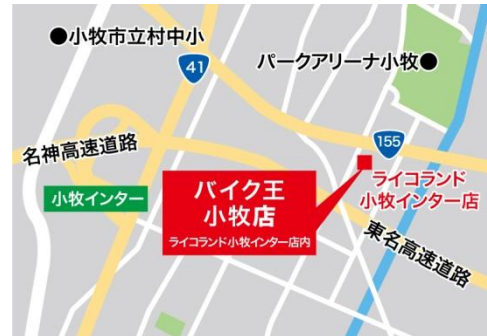 ●小牧市立村中小
41
パークアリーナ小牧●
155
名神高速道路
小牧インター
バイク王
小牧店
ライコランド小牧インター店内
ライコランド
小牧インター店
東名高速道路